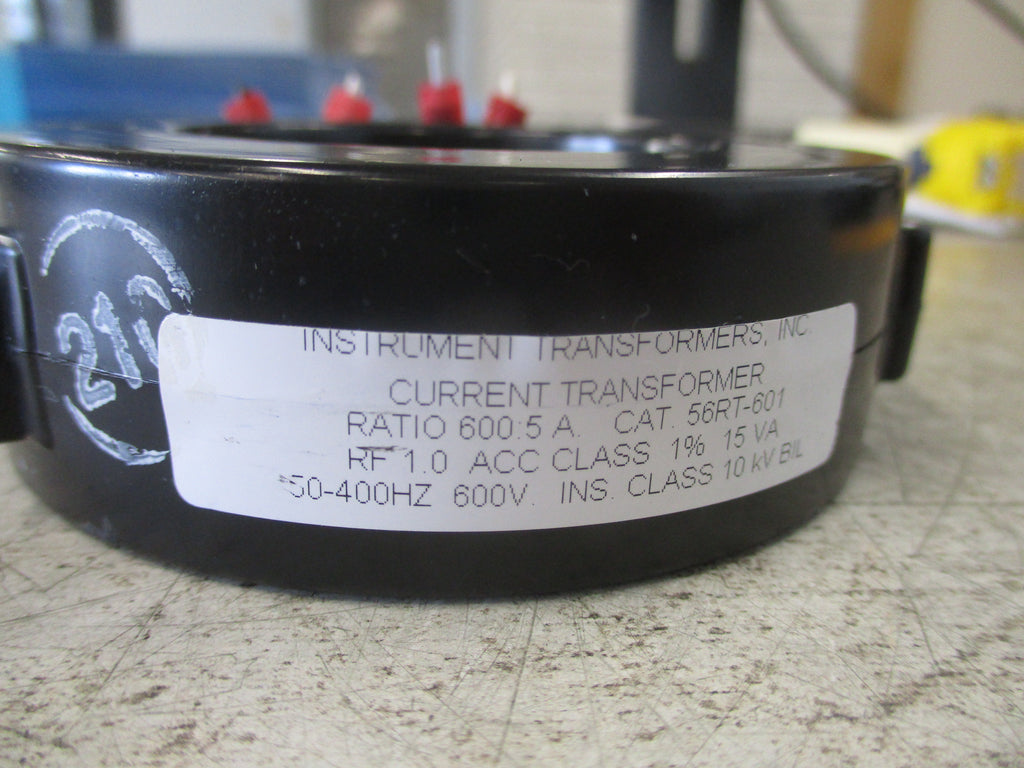 INSTRUMENT TRANSFORMERS, INC.
CURRENT TRANSFORMER
RATIO 600:5 A. CAT. 56RT-601
RF 1.0 ACC CLASS 1% 15 VA
50-400HZ 600V. INS. CLASS 10 kV BIL